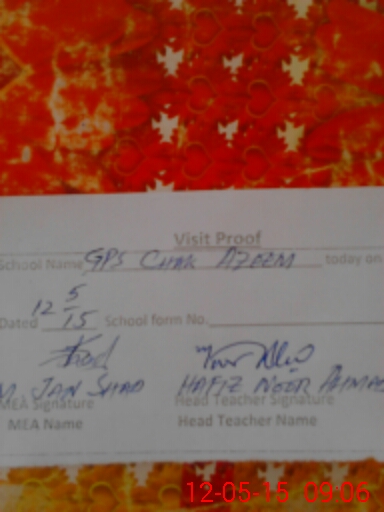 Visit Proof
School Name GPS CHAK AZEEM today on
Dated 12 5/15 School form No.
M JAN SHAD HAFIZ NOOR AHMAD
MEA Signature Head Teacher Signature
MEA Name Head Teacher Name
12-05-15 09:06